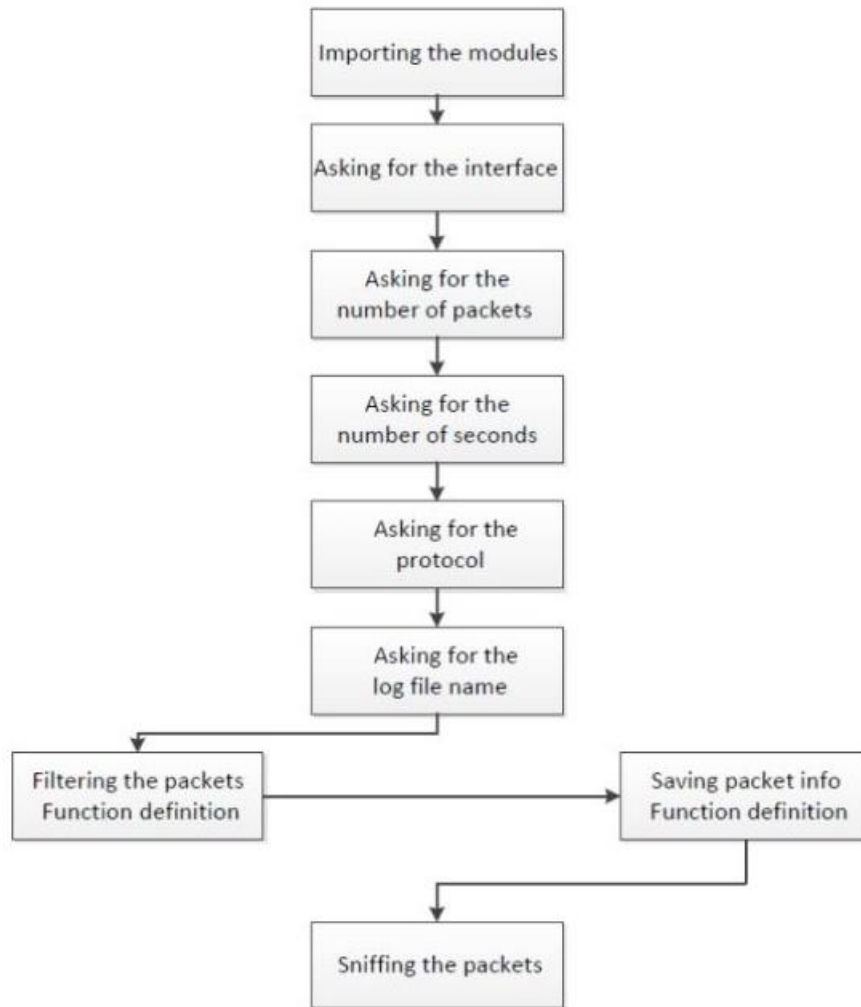 Importing the modules
Asking for the interface
Asking for the
number of packets
Asking for the
number of seconds
Asking for the
protocol
Asking for the
log file name
Filtering the packets
Function definition
Saving packet info
Function definition
Sniffing the packets